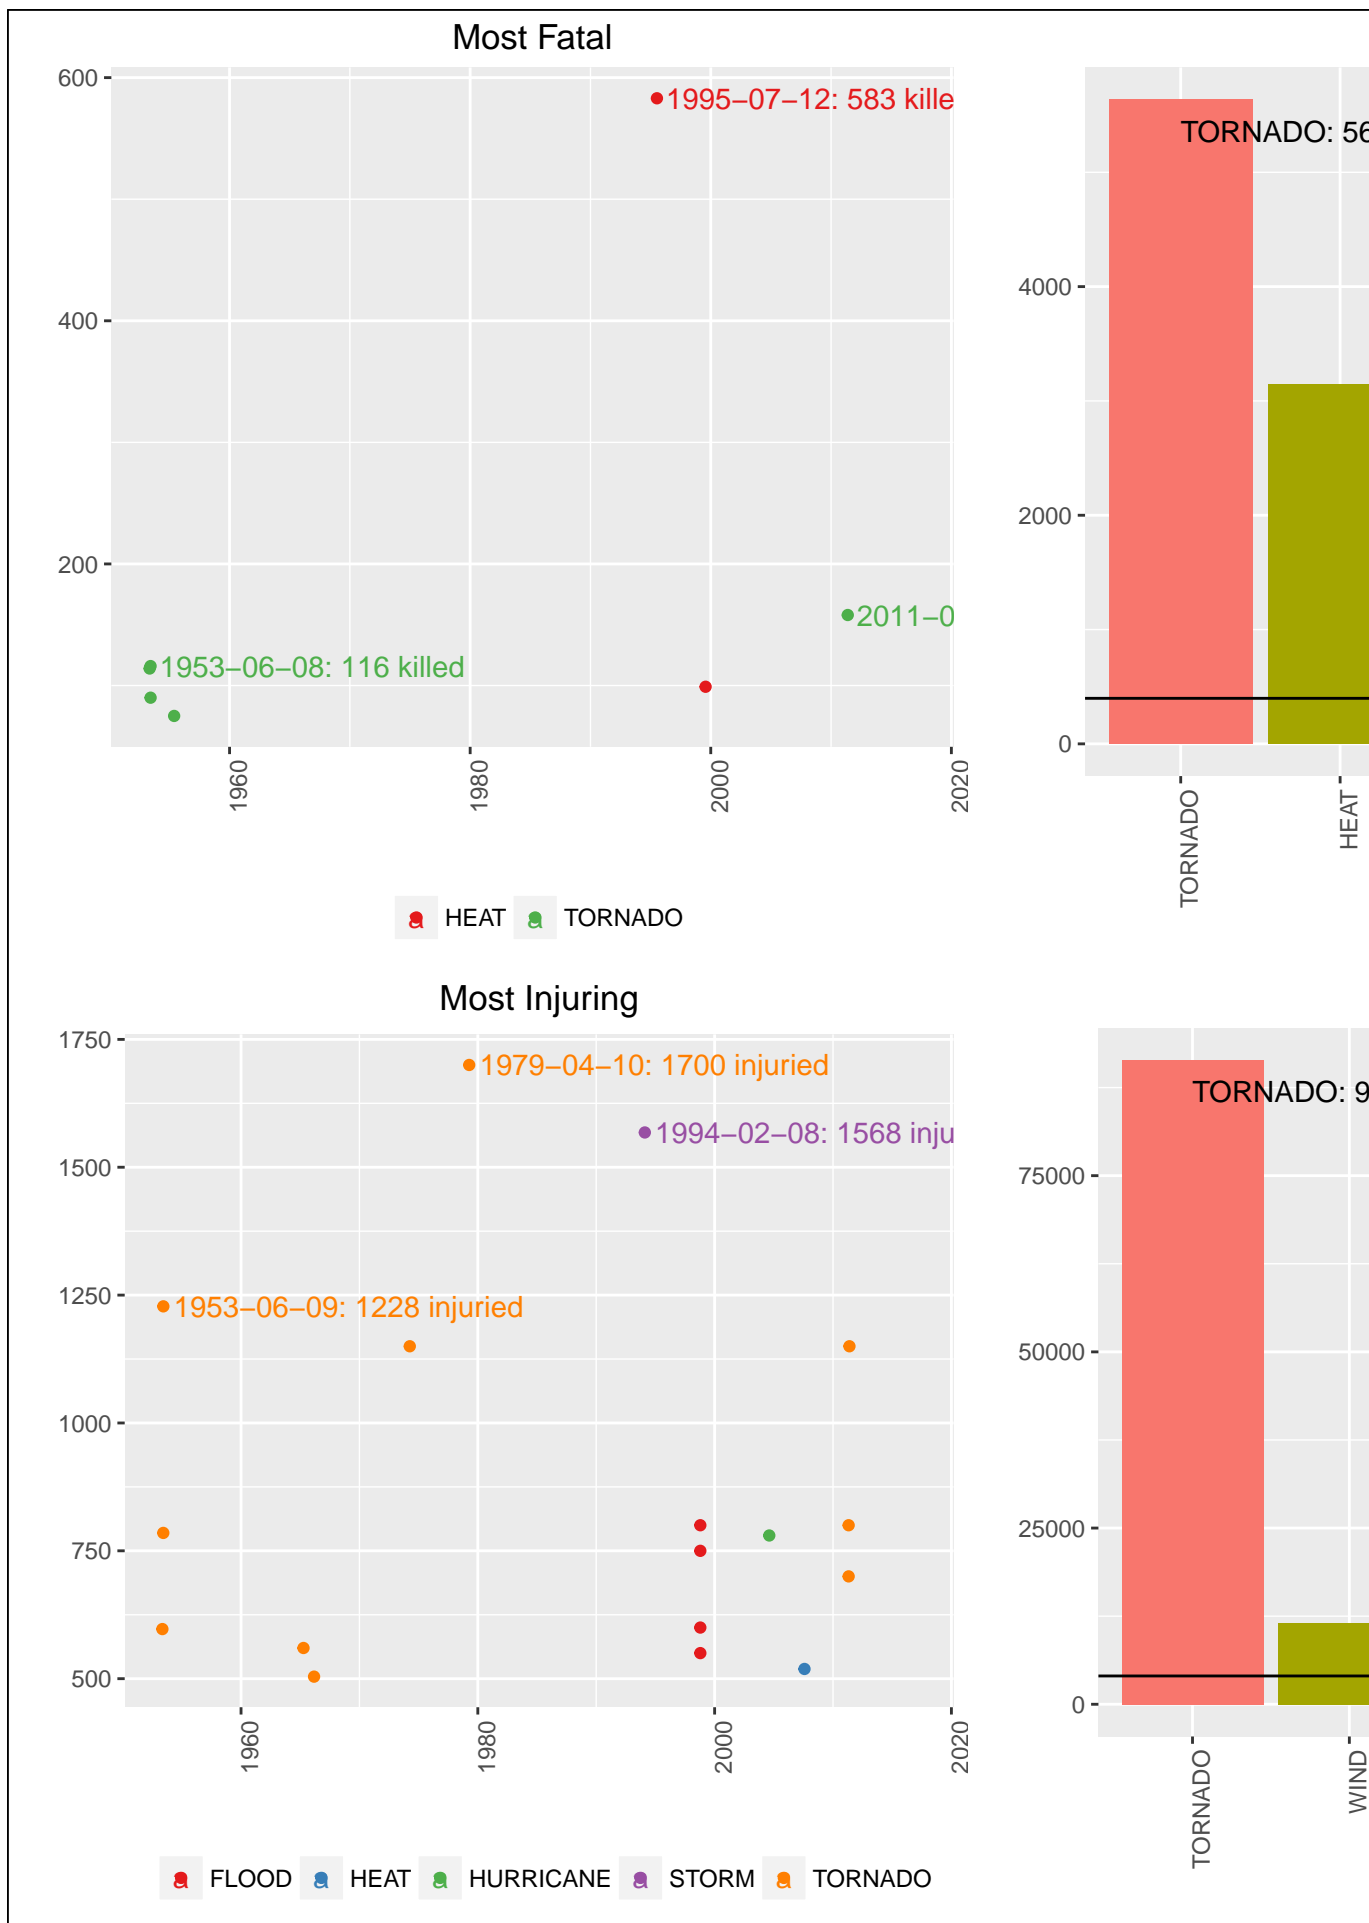 Most Fatal
600
400
200
1995−07−12: 583 kille
2011−0
1953−06−08: 116 killed
1960
1980
2000
2020
HEAT
TORNADO
TORNADO: 56
4000
2000
0
TORNADO
HEAT
Most Injuring
1750
1500
1250
1000
750
500
1979−04−10: 1700 injuried
1994−02−08: 1568 inju
1953−06−09: 1228 injuried
1960
1980
2000
2020
a FLOOD a HEAT a HURRICANE a STORM a TORNADO
TORNADO: 9
75000
50000
25000
0
TORNADO
WIND